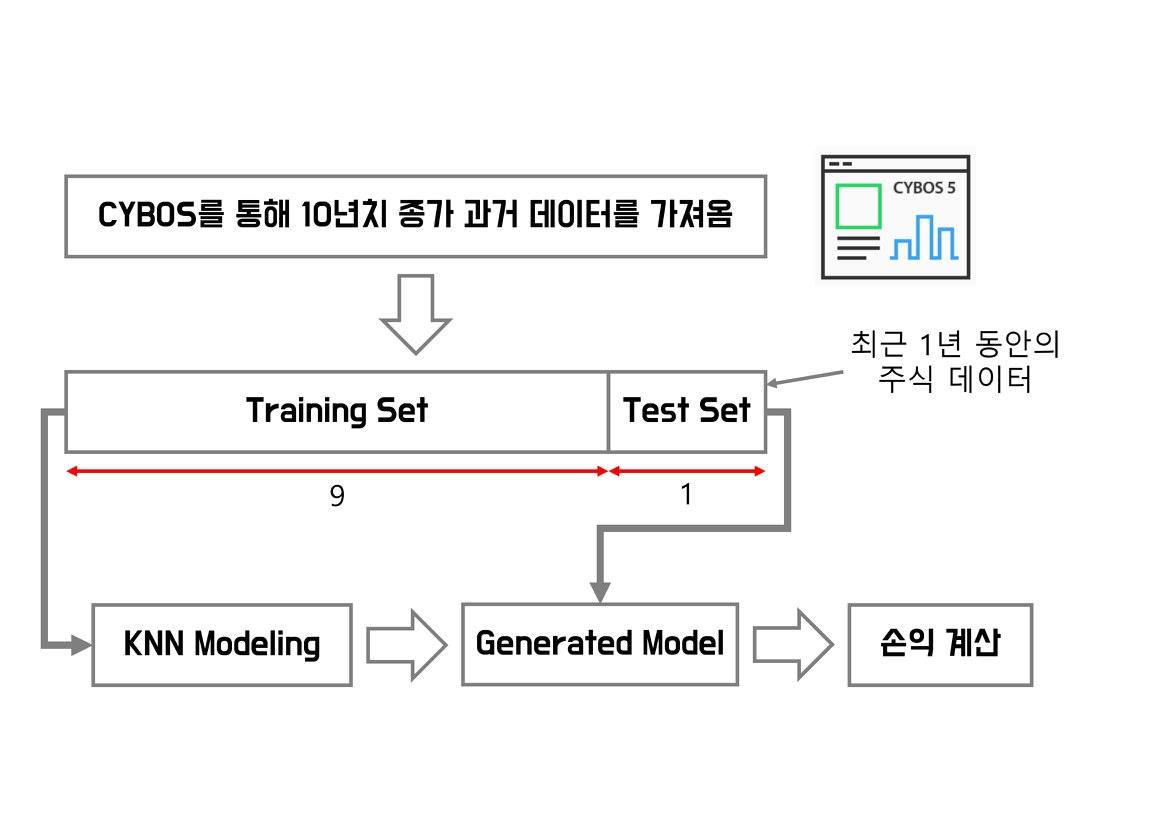 CYBOS를 통해 10년치 종가 과거 데이터를 가져옴
CYBOS 5
최근 1년 동안의
주식 데이터
Training Set
Test Set
9
1
KNN Modeling
Generated Model
손익 계산